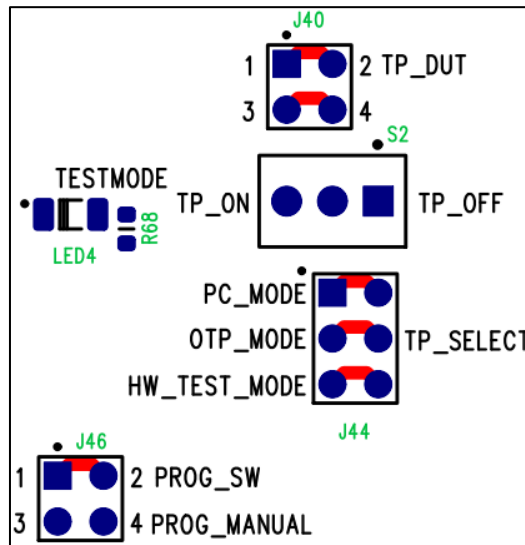 J40
1 2 TP_DUT
3 4
S2
TESTMODE
TP_ON TP_OFF
LED4 R68
PC_MODE
OTP_MODE TP_SELECT
HW_TEST_MODE
J44
J46
1 2 PROG_SW
3 4 PROG_MANUAL